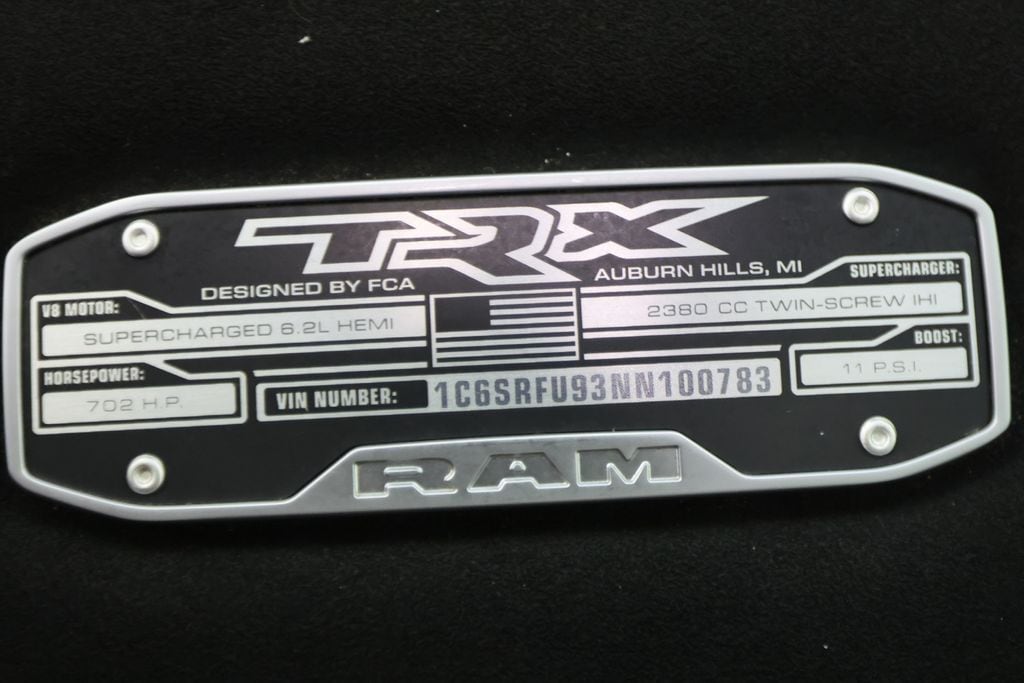 TRX
DESIGNED BY FCA
AUBURN HILLS, MI
V8 MOTOR:
SUPERCHARGED 6.2L HEMI
SUPERCHARGER:
2380 CC TWIN-SCREW IHI
HORSEPOWER:
702 H.P.
VIN NUMBER: 1C6SRFU93NN100783
BOOST:
11 P.S.I.
RAM